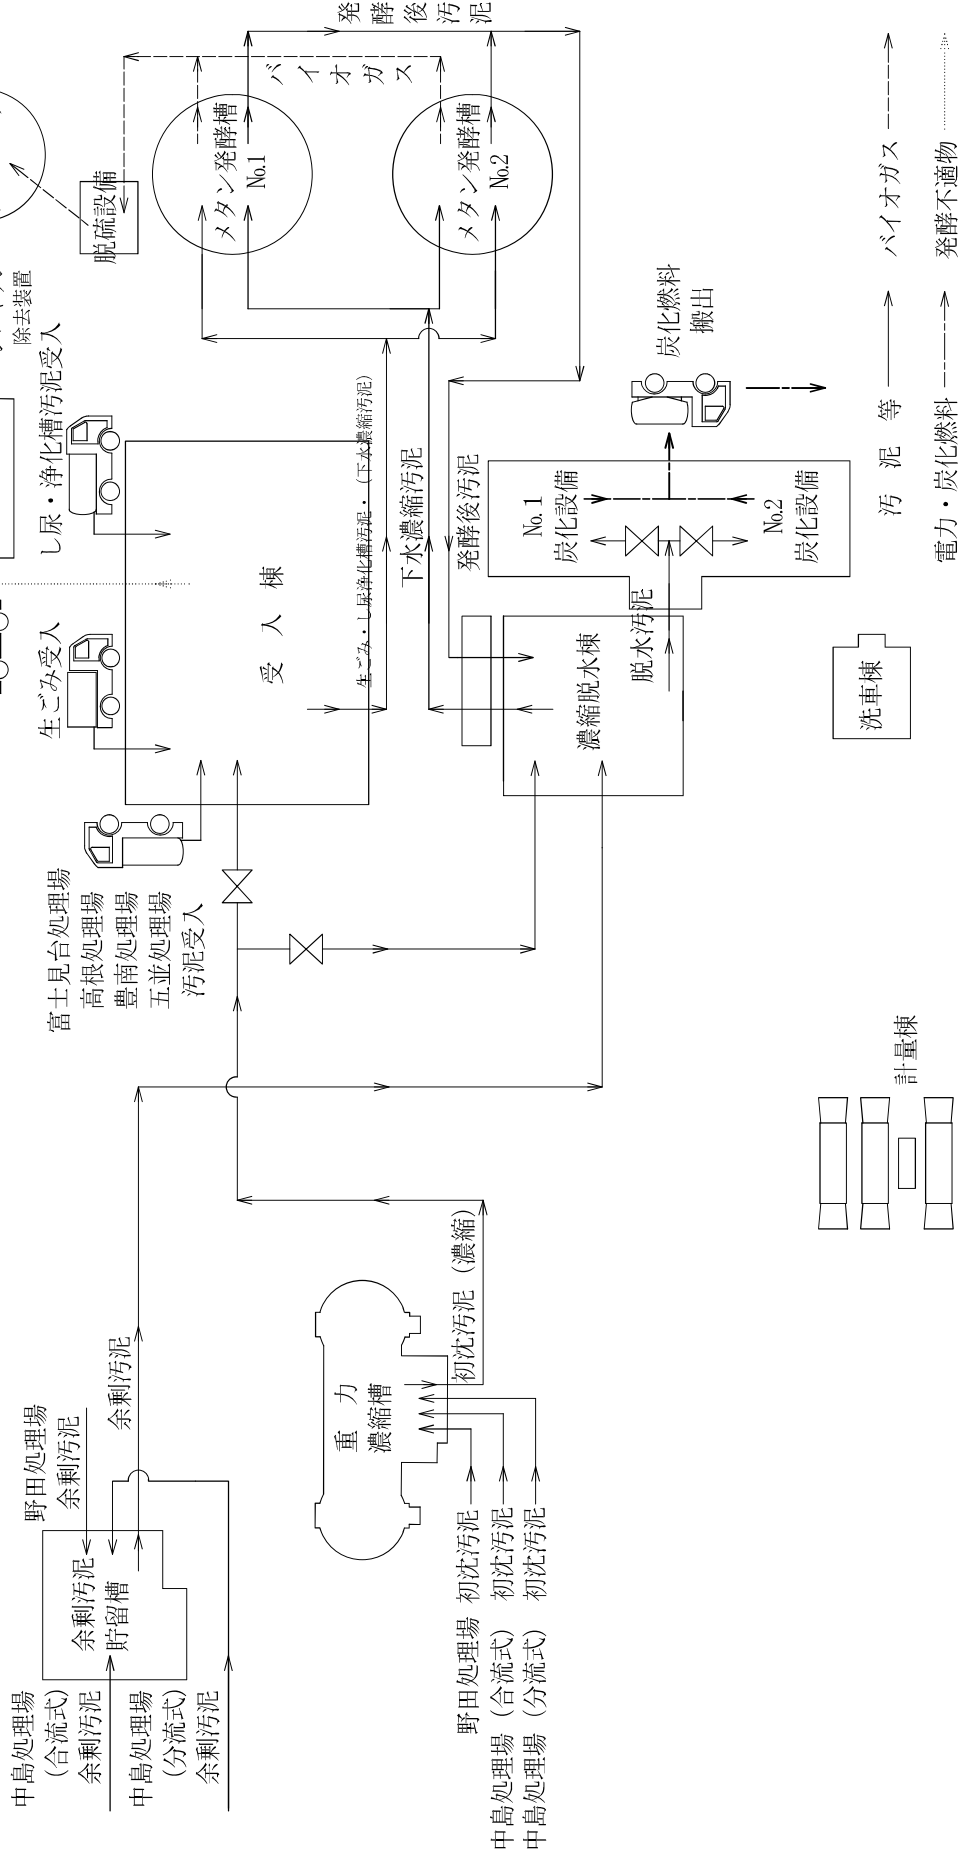 中島処理場
(合流式)
余剰汚泥
中島処理場
(分流式)
余剰汚泥
余剰汚泥
貯留槽
野田処理場
余剰汚泥
余剰汚泥
野田処理場 初沈汚泥
中島処理場 (合流式) 初沈汚泥
中島処理場 (分流式) 初沈汚泥
重 力
濃縮槽
初沈汚泥 (濃縮)
富士見台処理場
高根処理場
豊南処理場
五並処理場
汚泥受入
生ごみ受入
し尿・浄化槽汚泥受入
受 入 棟
生ごみ・し尿浄化槽汚泥・(下水濃縮汚泥)
下水濃縮汚泥
発酵後汚泥
濃縮脱水棟
脱水汚泥
No.1
炭化設備
No.2
炭化設備
炭化燃料
搬出
除去装置
脱硫設備
メタン発酵槽
No.1
メタン発酵槽
No.2
バイオガス
発酵後汚泥
計量棟
洗車棟
汚 泥 等
バイオガス
電力・炭化燃料
発酵不適物